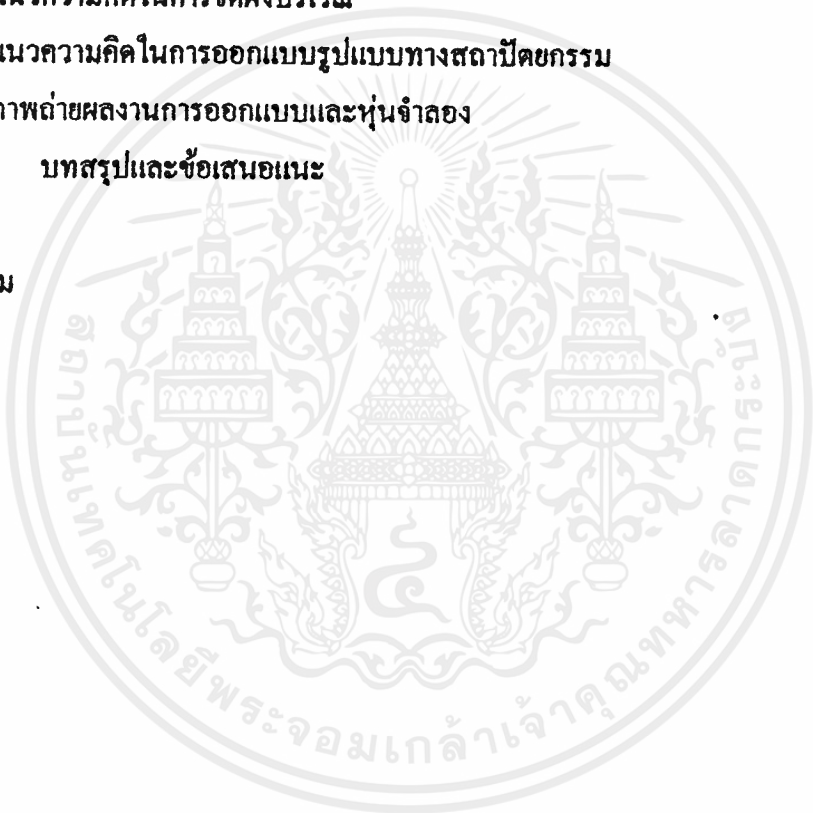 แนวความคิดในการออกแบบรูปแบบทางสถาปัตยกรรม
ภาพถ่ายผลงานการออกแบบและหุ่นจำลอง
บทสรุปและข้อเสนอแนะ
สถาบันเทคโนโลยีพระจอมเกล้าเจ้าคุณทหารลาดกระบัง